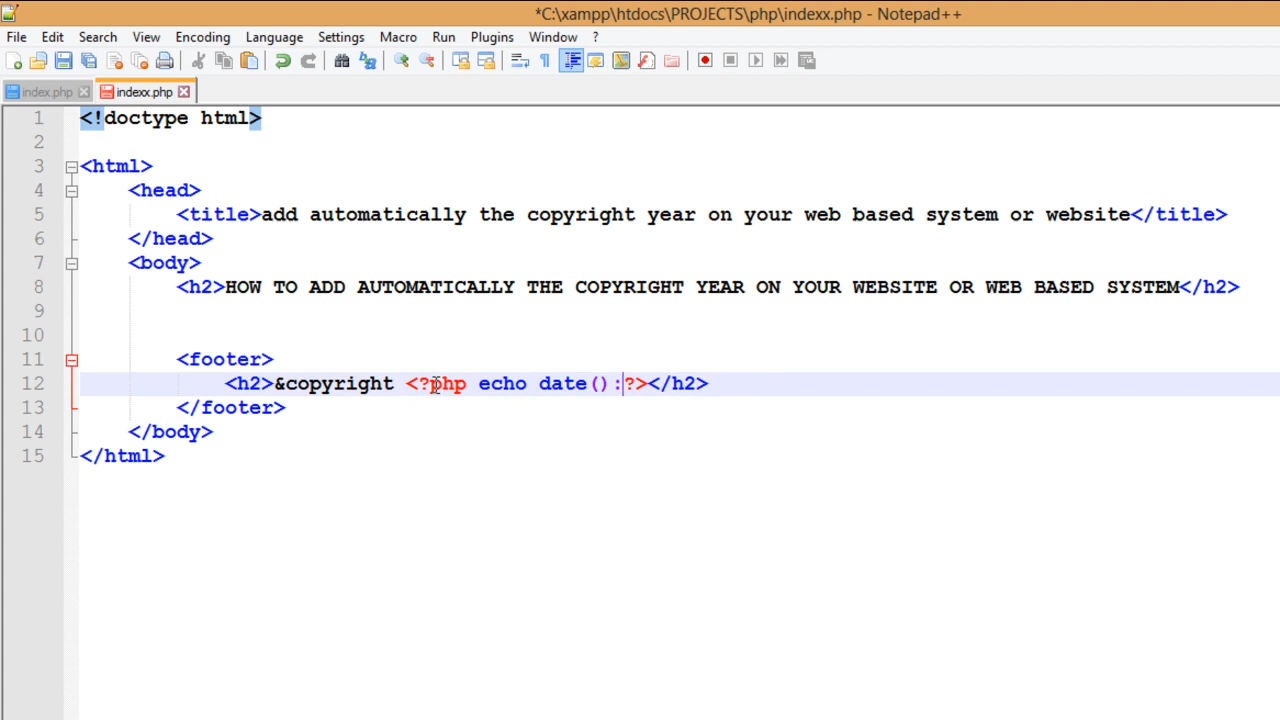 *C:\xampp\htdocs\PROJECTS\php\indexx.php - Notepad++
File Edit Search View Encoding Language Settings Macro Run Plugins Window ?
index.php indexx.php
1 <!doctype html>
2
3 <html>
4 <head>
5 <title>add automatically the copyright year on your web based system or website</title>
6 </head>
7 <body>
8 <h2>HOW TO ADD AUTOMATICALLY THE COPYRIGHT YEAR ON YOUR WEBSITE OR WEB BASED SYSTEM</h2>
9
10
11 <footer>
12 <h2>&copyright <?php echo date():?></h2>
13 </footer>
14 </body>
15 </html>